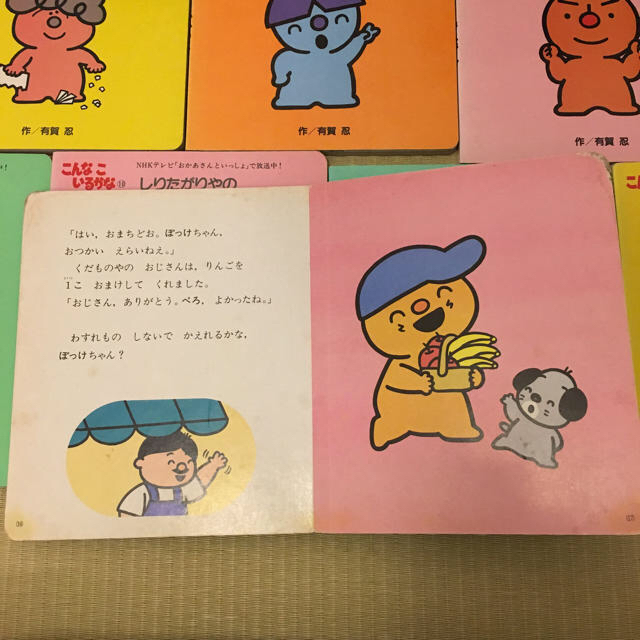 作/有賀 忍
作/有賀 忍
作/有賀 忍
こんなこ
いるかな⑩
NHKテレビ「おかあさんといっしょ」で放送中!
しりたがりやの
「はい,おまちどお。ぽっけちゃん,
おつかい えらいねえ。」
くだものやの おじさんは,りんごを
1こ おまけして くれました。
「おじさん,ありがとう。ぺろ,よかったね。」
わすれもの しないで かえれるかな,
ぽっけちゃん?